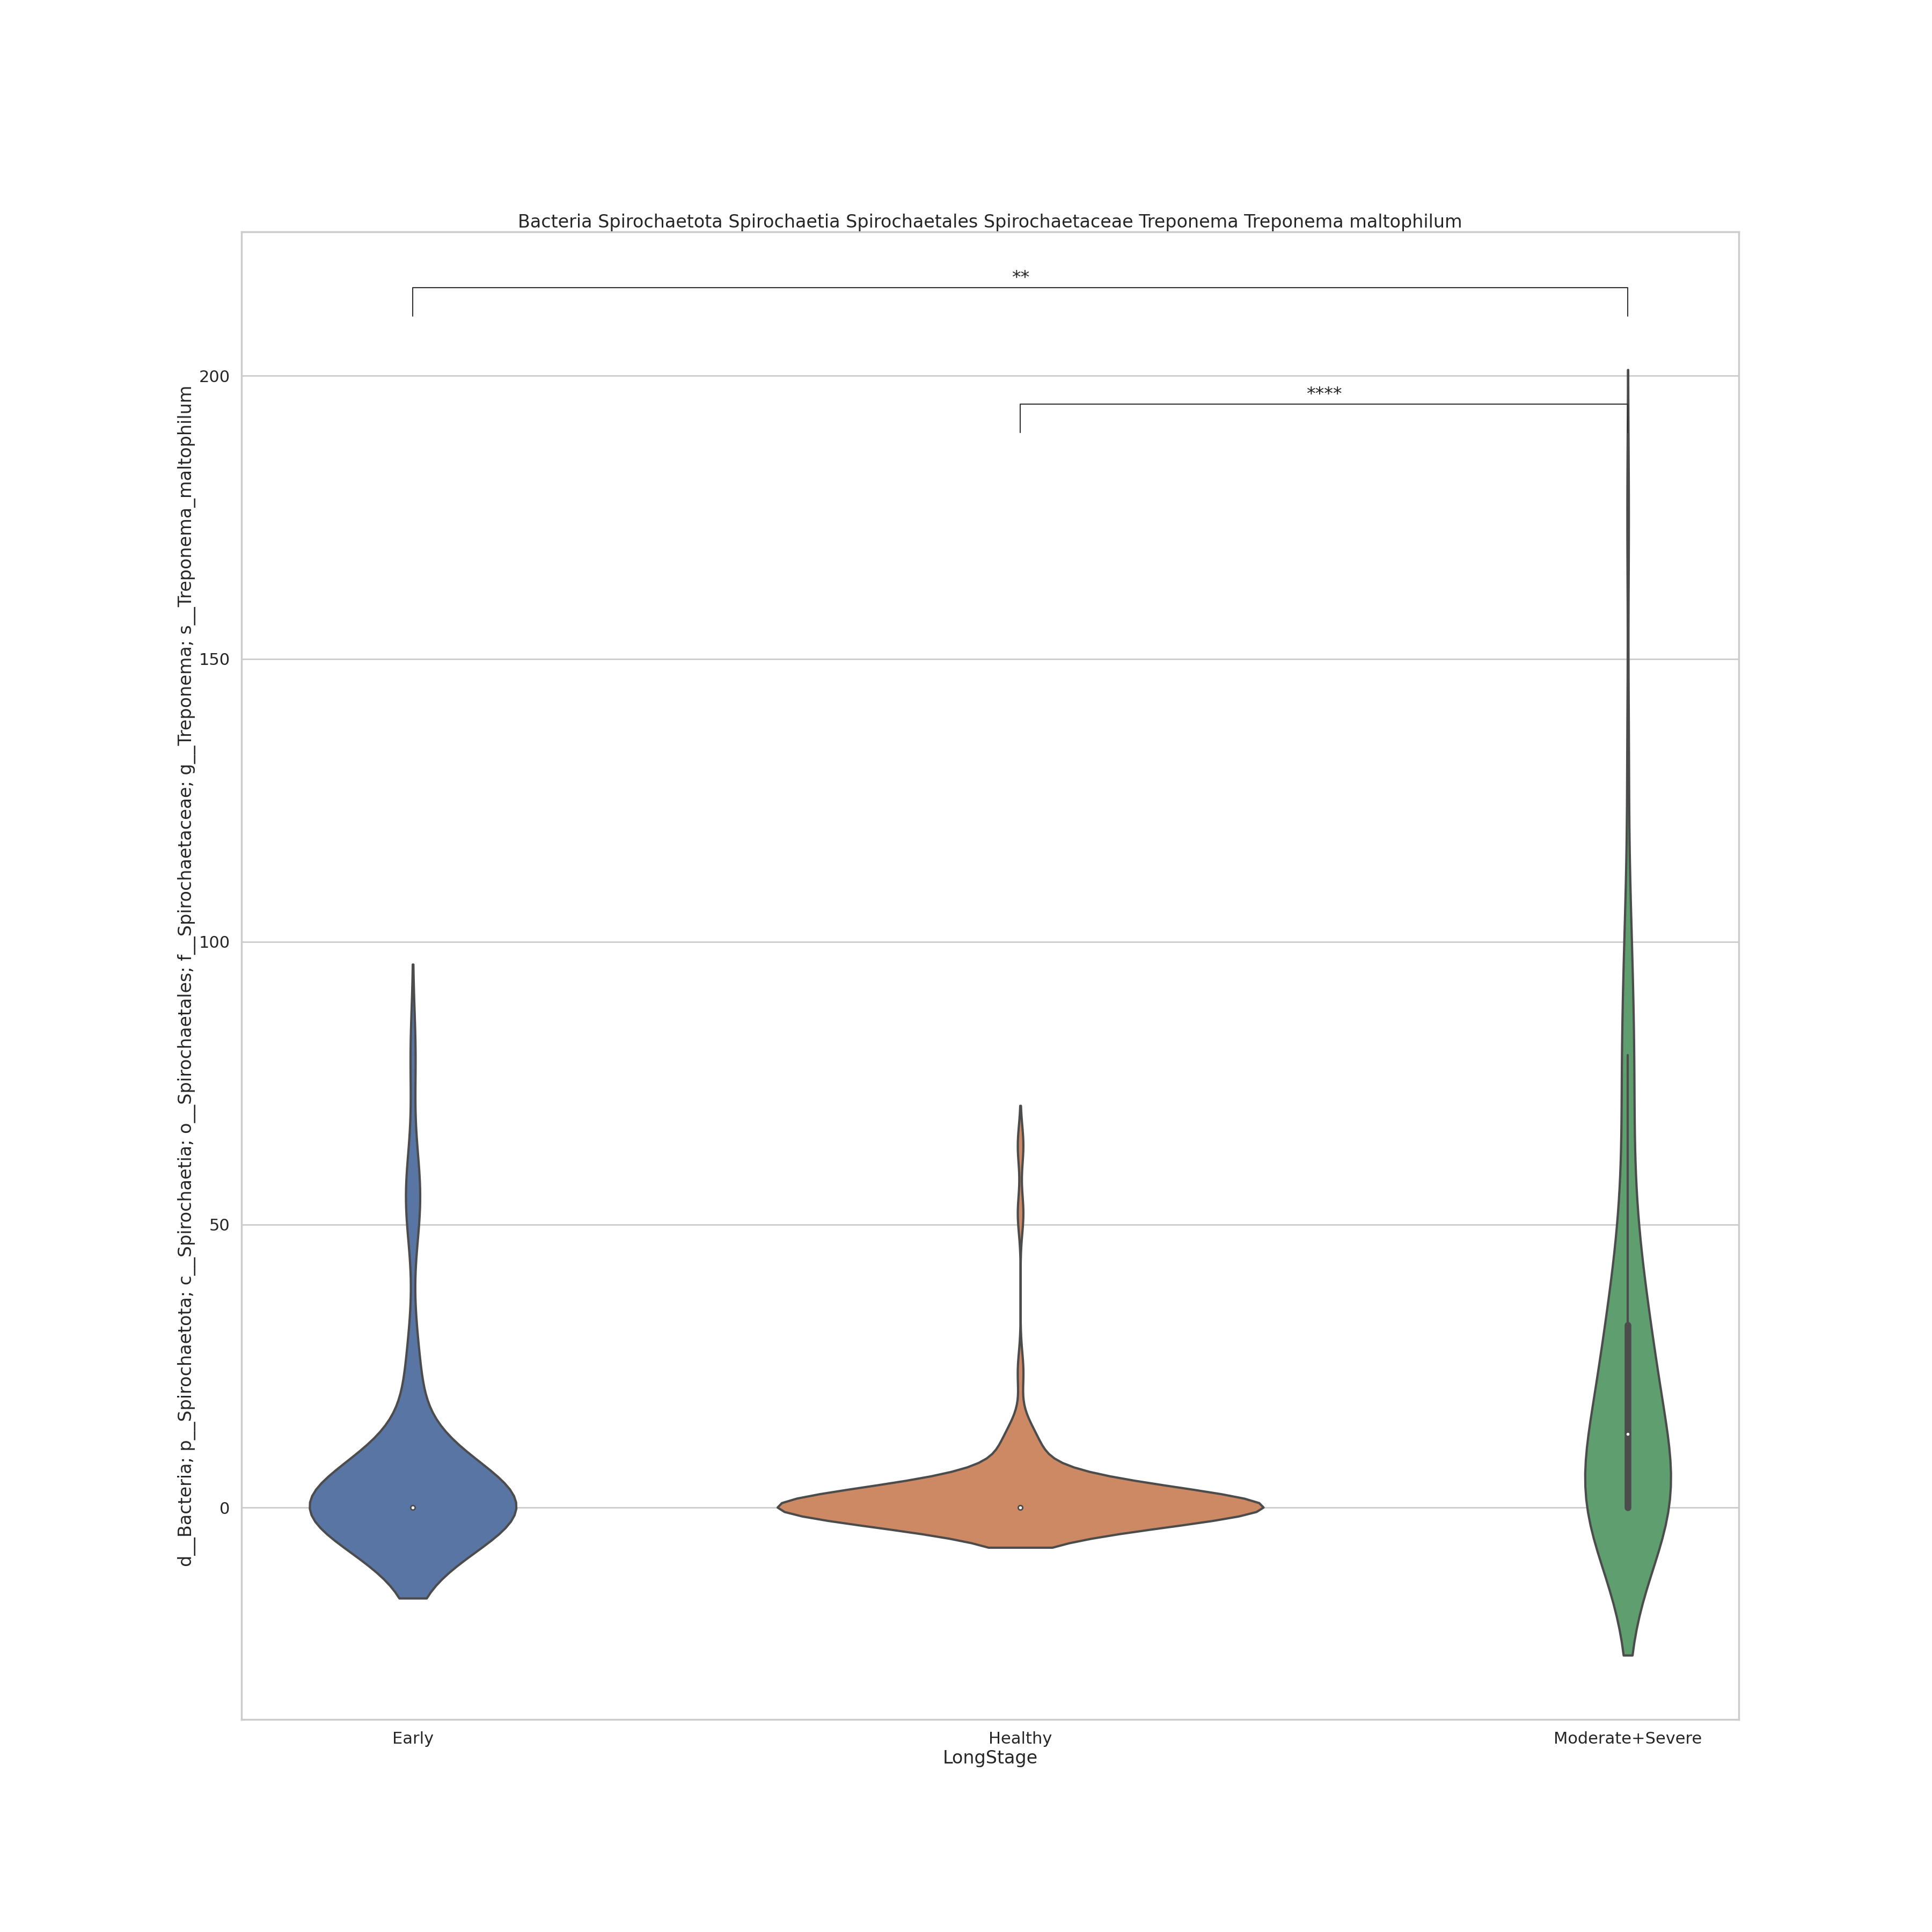 Bacteria Spirochaetota Spirochaetia Spirochaetales Spirochaetaceae Treponema Treponema maltophilum
**
****
d__Bacteria; p__Spirochaetota; c__Spirochaetia; o__Spirochaetales; f__Spirochaetaceae; g__Treponema; s__Treponema_maltophilum
200
150
100
50
0
Early Healthy Moderate+Severe
LongStage